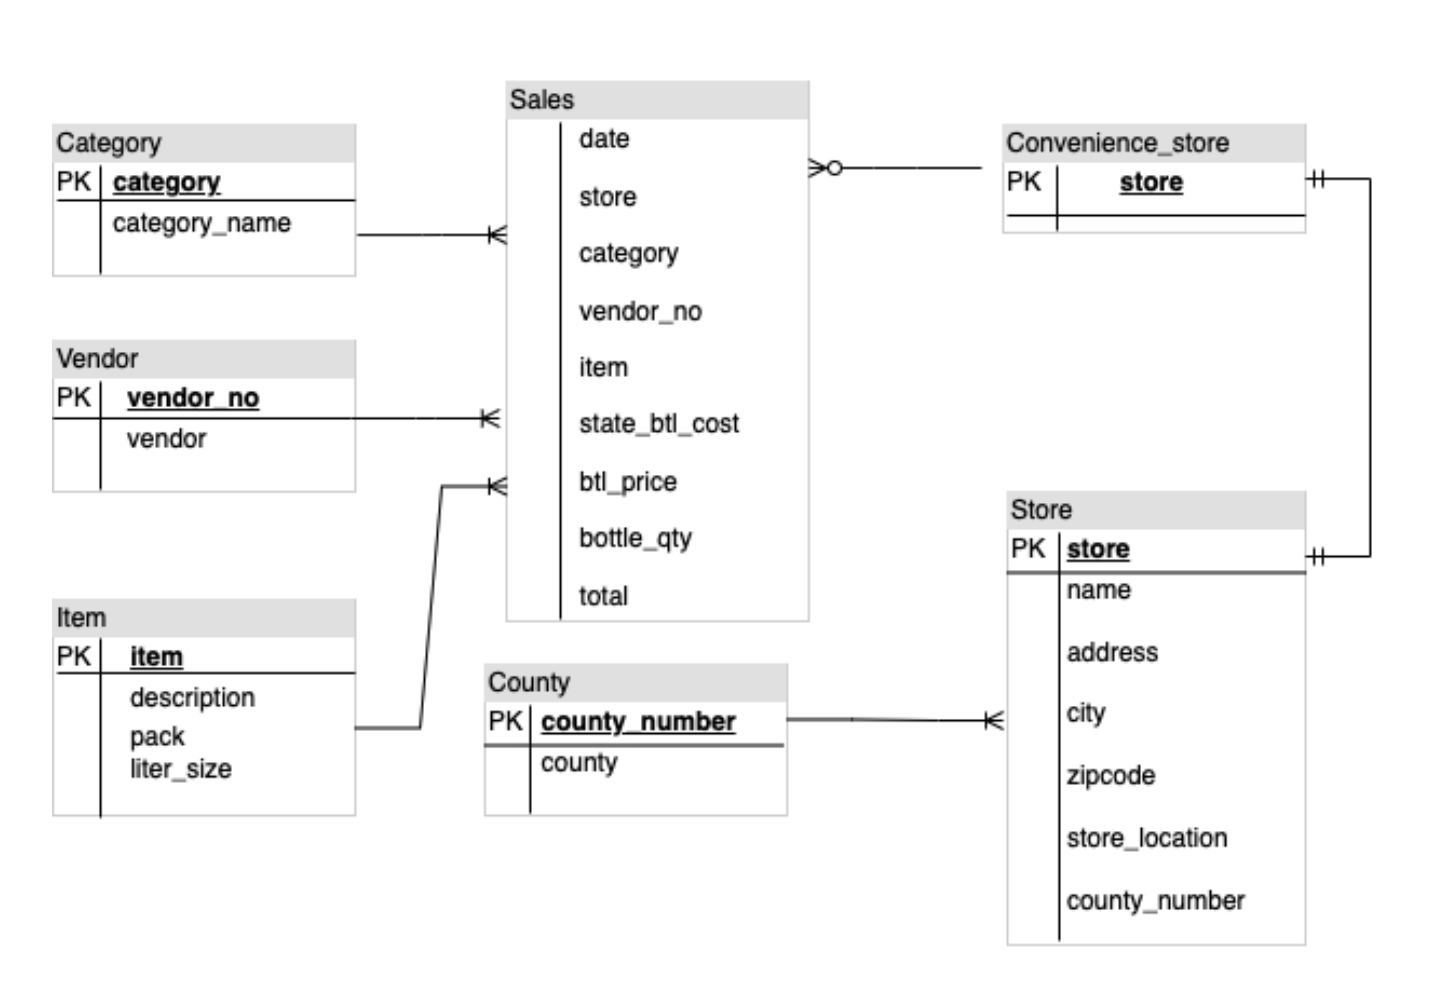 Sales
date
store
category
vendor_no
item
state_btl_cost
btl_price
bottle_qty
total
Category
PK category
category_name
Vendor
PK vendor_no
vendor
Item
PK item
description
pack
liter_size
County
PK county_number
county
Convenience_store
PK store
Store
PK store
name
address
city
zipcode
store_location
county_number